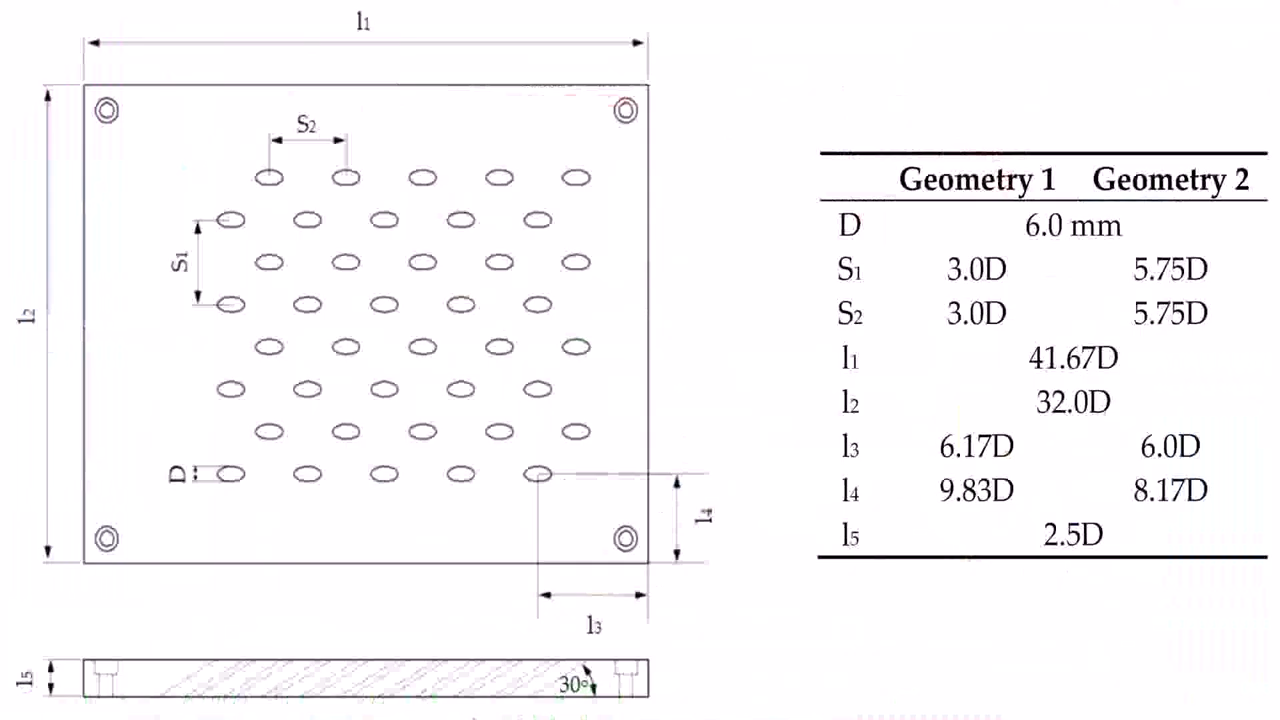 l₁
S₂
S₁
l₂
D
l₄
l₃
l₅
30°
Geometry 1 Geometry 2
D 6.0 mm
S₁ 3.0D 5.75D
S₂ 3.0D 5.75D
l₁ 41.67D
l₂ 32.0D
l₃ 6.17D 6.0D
l₄ 9.83D 8.17D
l₅ 2.5D